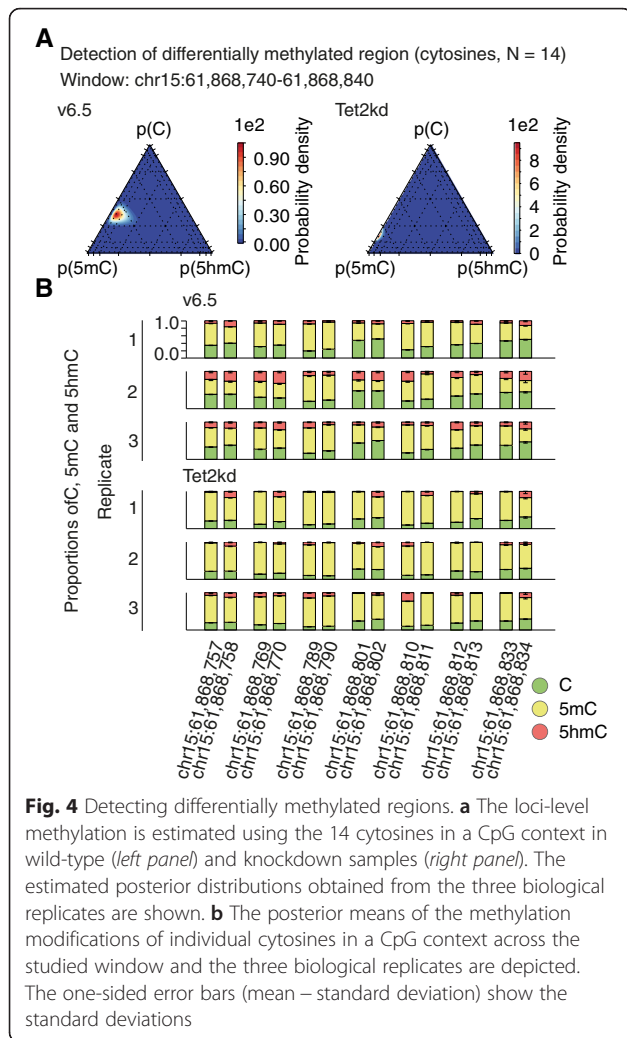 A
Detection of differentially methylated region (cytosines, N = 14)
Window: chr15:61,868,740-61,868,840
v6.5
Tet2kd
p(C)
1e2
0.90
0.60
0.30
0.00
Probability density
p(5mC)
p(5hmC)
p(C)
9e2
8
6
4
2
0
Probability density
p(5mC)
p(5hmC)
B
v6.5
1.0
0.0
1
2
3
Tet2kd
1
2
3
Proportions ofC, 5mC and 5hmC
Replicate
chr15:61,868,757
chr15:61,868,758
chr15:61,868,769
chr15:61,868,770
chr15:61,868,789
chr15:61,868,790
chr15:61,868,801
chr15:61,868,802
chr15:61,868,810
chr15:61,868,811
chr15:61,868,812
chr15:61,868,813
chr15:61,868,833
chr15:61,868,834
C
5mC
5hmC
Fig. 4 Detecting differentially methylated regions. a The loci-level
methylation is estimated using the 14 cytosines in a CpG context in
wild-type (left panel) and knockdown samples (right panel). The
estimated posterior distributions obtained from the three biological
replicates are shown. b The posterior means of the methylation
modifications of individual cytosines in a CpG context across the
studied window and the three biological replicates are depicted.
The one-sided error bars (mean − standard deviation) show the
standard deviations